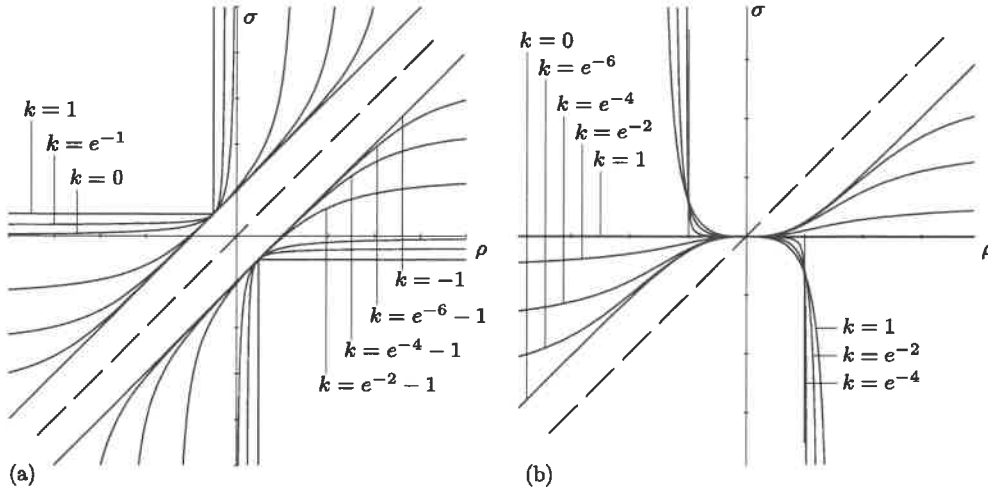 σ
k = 1
k = e⁻¹
k = 0
ρ
k = −1
k = e⁻⁶ − 1
k = e⁻⁴ − 1
k = e⁻² − 1
(a)
σ
k = 0
k = e⁻⁶
k = e⁻⁴
k = e⁻²
k = 1
ρ
k = 1
k = e⁻²
k = e⁻⁴
(b)